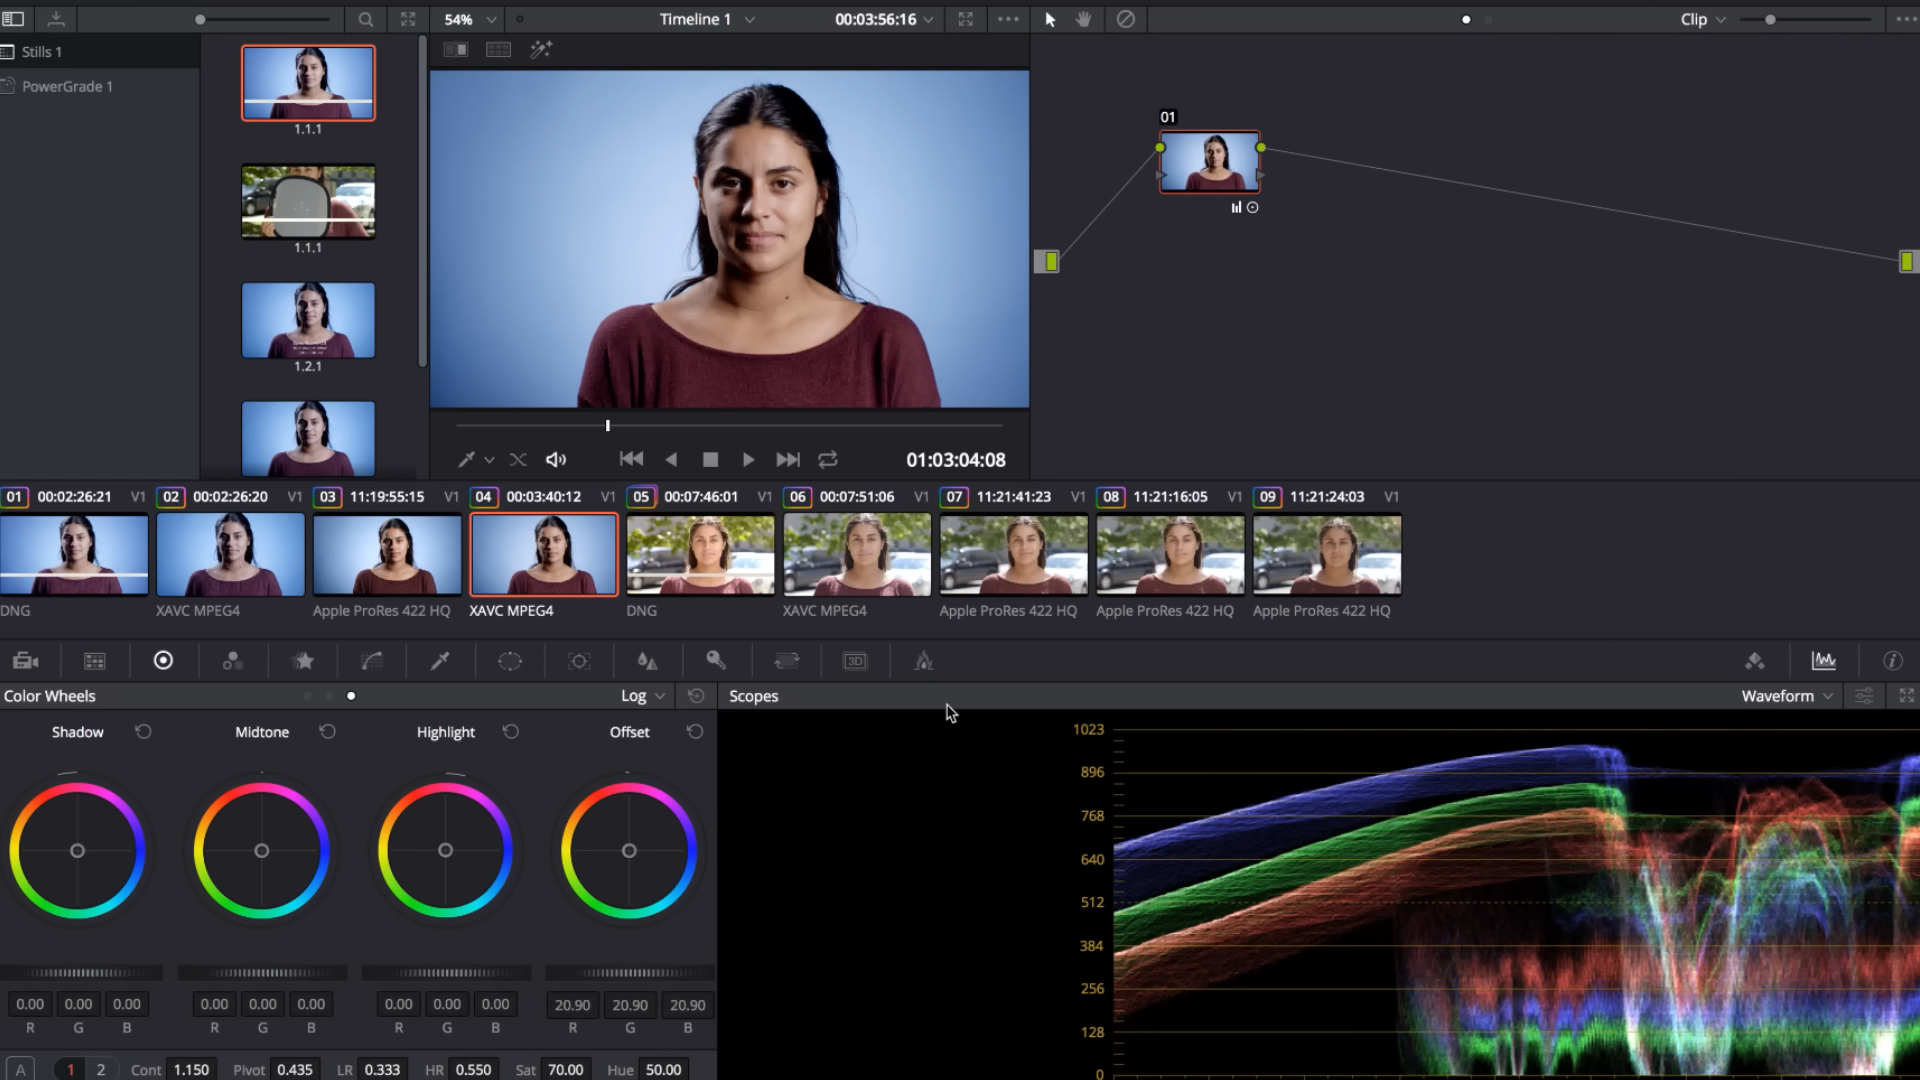 54%
Timeline 1
00:03:56:16
Clip
Stills 1
PowerGrade 1
1.1.1
1.1.1
1.2.1
01
01:03:04:08
01 00:02:26:21 V1
02 00:02:26:20 V1
03 11:19:55:15 V1
04 00:03:40:12 V1
05 00:07:46:01 V1
06 00:07:51:06 V1
07 11:21:41:23 V1
08 11:21:16:05 V1
09 11:21:24:03 V1
DNG
XAVC MPEG4
Apple ProRes 422 HQ
XAVC MPEG4
DNG
XAVC MPEG4
Apple ProRes 422 HQ
Apple ProRes 422 HQ
Apple ProRes 422 HQ
3D
Color Wheels
Log
Scopes
Waveform
Shadow
Midtone
Highlight
Offset
0.00 0.00 0.00
R G B
0.00 0.00 0.00
R G B
0.00 0.00 0.00
R G B
20.90 20.90 20.90
R G B
A 1 2 Cont 1.150 Pivot 0.435 LR 0.333 HR 0.550 Sat 70.00 Hue 50.00
1023
896
768
640
512
384
256
128
0